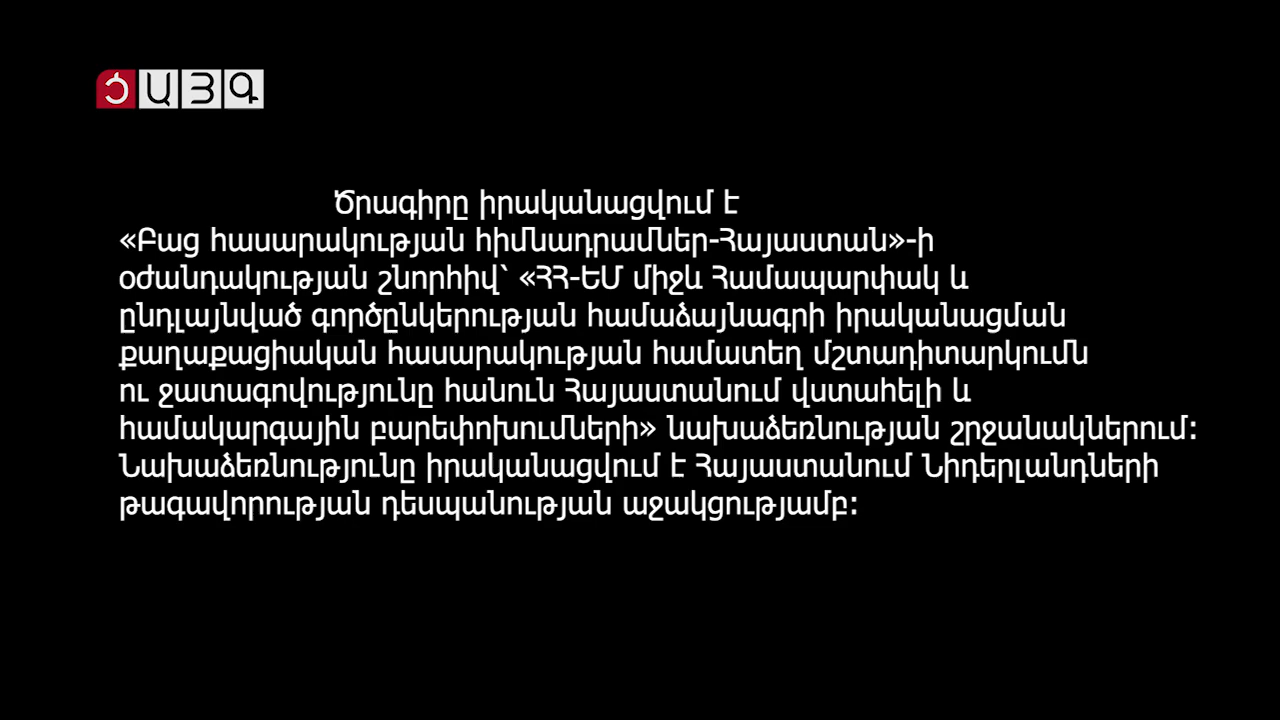 ՑԱՅԳ
Ծրագիրը իրականացվում է
«Բաց հասարակության հիմնադրամներ-Հայաստան»-ի
օժանդակության շնորհիվ՝ «ՀՀ-ԵՄ միջև Համապարփակ և
ընդլայնված գործընկերության համաձայնագրի իրականացման
քաղաքացիական հասարակության համատեղ մշտադիտարկումն
ու ջատագովությունը հանուն Հայաստանում վստահելի և
համակարգային բարեփոխումների» նախաձեռնության շրջանակներում:
Նախաձեռնությունը իրականացվում է Հայաստանում Նիդերլանդների
թագավորության դեսպանության աջակցությամբ: